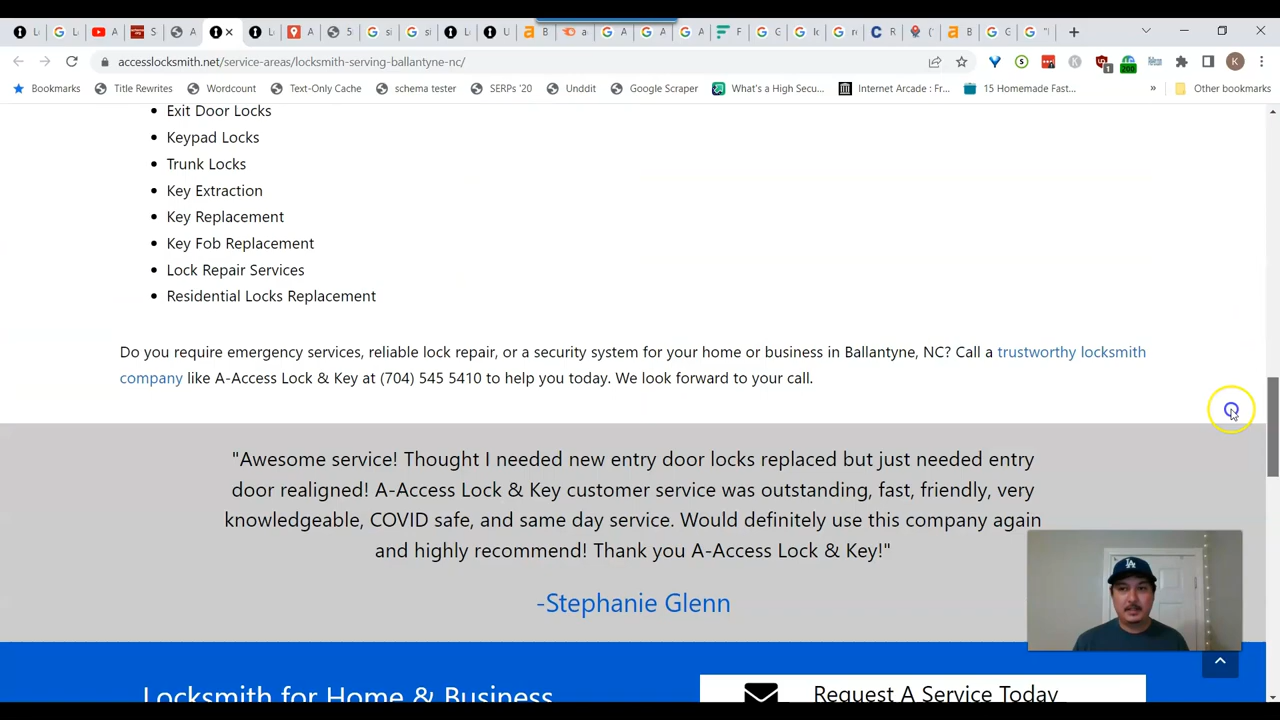 L
G L
A
S
A
L
A
5
G si
G si
L
L
B
a
G A
G A
G A
F
G C
G l
G re
C R
(
B
G C
G "
accesslocksmith.net/service-areas/locksmith-serving-ballantyne-nc/
K
1
200
Bookmarks Title Rewrites Wordcount Text-Only Cache schema tester SERPs '20 Unddit Google Scraper What's a High Secu... Internet Arcade : Fr... 15 Homemade Fast... » Other bookmarks
• Exit Door Locks
• Keypad Locks
• Trunk Locks
• Key Extraction
• Key Replacement
• Key Fob Replacement
• Lock Repair Services
• Residential Locks Replacement
Do you require emergency services, reliable lock repair, or a security system for your home or business in Ballantyne, NC? Call a trustworthy locksmith
company like A-Access Lock & Key at (704) 545 5410 to help you today. We look forward to your call.
"Awesome service! Thought I needed new entry door locks replaced but just needed entry
door realigned! A-Access Lock & Key customer service was outstanding, fast, friendly, very
knowledgeable, COVID safe, and same day service. Would definitely use this company again
and highly recommend! Thank you A-Access Lock & Key!"
-Stephanie Glenn
LA
Locksmith for Home & Business
Request A Service Today